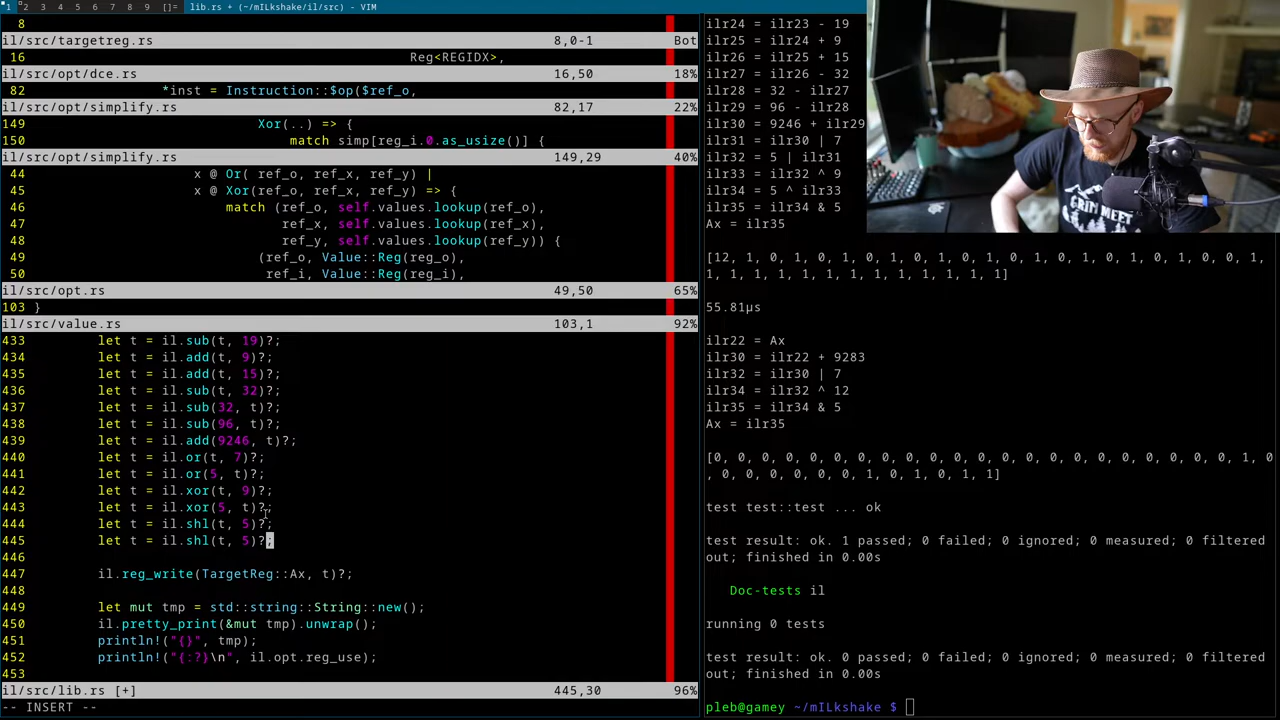 1 2 3 4 5 6 7 8 9 []= lib.rs + (~/mILkshake/il/src) - VIM
8
il/src/targetreg.rs 8,0-1 Bot
16 Reg<REGIDX>,
il/src/opt/dce.rs 16,50 18%
82 *inst = Instruction::$op($ref_o,
il/src/opt/simplify.rs 82,17 22%
149 Xor(..) => {
150 match simp[reg_i.0.as_usize()] {
il/src/opt/simplify.rs 149,29 40%
44 x @ Or( ref_o, ref_x, ref_y) |
45 x @ Xor(ref_o, ref_x, ref_y) => {
46 match (ref_o, self.values.lookup(ref_o),
47 ref_x, self.values.lookup(ref_x),
48 ref_y, self.values.lookup(ref_y)) {
49 (ref_o, Value::Reg(reg_o),
50 ref_i, Value::Reg(reg_i),
il/src/opt.rs 49,50 65%
103 }
il/src/value.rs 103,1 92%
433 let t = il.sub(t, 19)?;
434 let t = il.add(t, 9)?;
435 let t = il.add(t, 15)?;
436 let t = il.sub(t, 32)?;
437 let t = il.sub(32, t)?;
438 let t = il.sub(96, t)?;
439 let t = il.add(9246, t)?;
440 let t = il.or(t, 7)?;
441 let t = il.or(5, t)?;
442 let t = il.xor(t, 9)?;
443 let t = il.xor(5, t)?;
444 let t = il.shl(t, 5)?;
445 let t = il.shl(t, 5)?;
446
447 il.reg_write(TargetReg::Ax, t)?;
448
449 let mut tmp = std::string::String::new();
450 il.pretty_print(&mut tmp).unwrap();
451 println!("{}", tmp);
452 println!("{:?}\n", il.opt.reg_use);
453
il/src/lib.rs [+] 445,30 96%
-- INSERT --
ilr24 = ilr23 - 19
ilr25 = ilr24 + 9
ilr26 = ilr25 + 15
ilr27 = ilr26 - 32
ilr28 = 32 - ilr27
ilr29 = 96 - ilr28
ilr30 = 9246 + ilr29
ilr31 = ilr30 | 7
ilr32 = 5 | ilr31
ilr33 = ilr32 ^ 9
ilr34 = 5 ^ ilr33
ilr35 = ilr34 & 5
Ax = ilr35
[12, 1, 0, 1, 0, 1, 0, 1, 0, 1, 0, 1, 0, 1, 0, 1, 0, 1, 0, 0, 1, 1,
1, 1, 1, 1, 1, 1, 1, 1, 1, 1, 1, 1]
55.81µs
ilr22 = Ax
ilr30 = ilr22 + 9283
ilr32 = ilr30 | 7
ilr34 = ilr32 ^ 12
ilr35 = ilr34 & 5
Ax = ilr35
[0, 0, 0, 0, 0, 0, 0, 0, 0, 0, 0, 0, 0, 0, 0, 0, 0, 0, 0, 0, 0, 0, 1, 0
, 0, 0, 0, 0, 0, 0, 1, 0, 1, 0, 1, 1]
test test::test ... ok
test result: ok. 1 passed; 0 failed; 0 ignored; 0 measured; 0 filtered
out; finished in 0.00s
Doc-tests il
running 0 tests
test result: ok. 0 passed; 0 failed; 0 ignored; 0 measured; 0 filtered
out; finished in 0.00s
pleb@gamey ~/mILkshake $
GRIM MEET